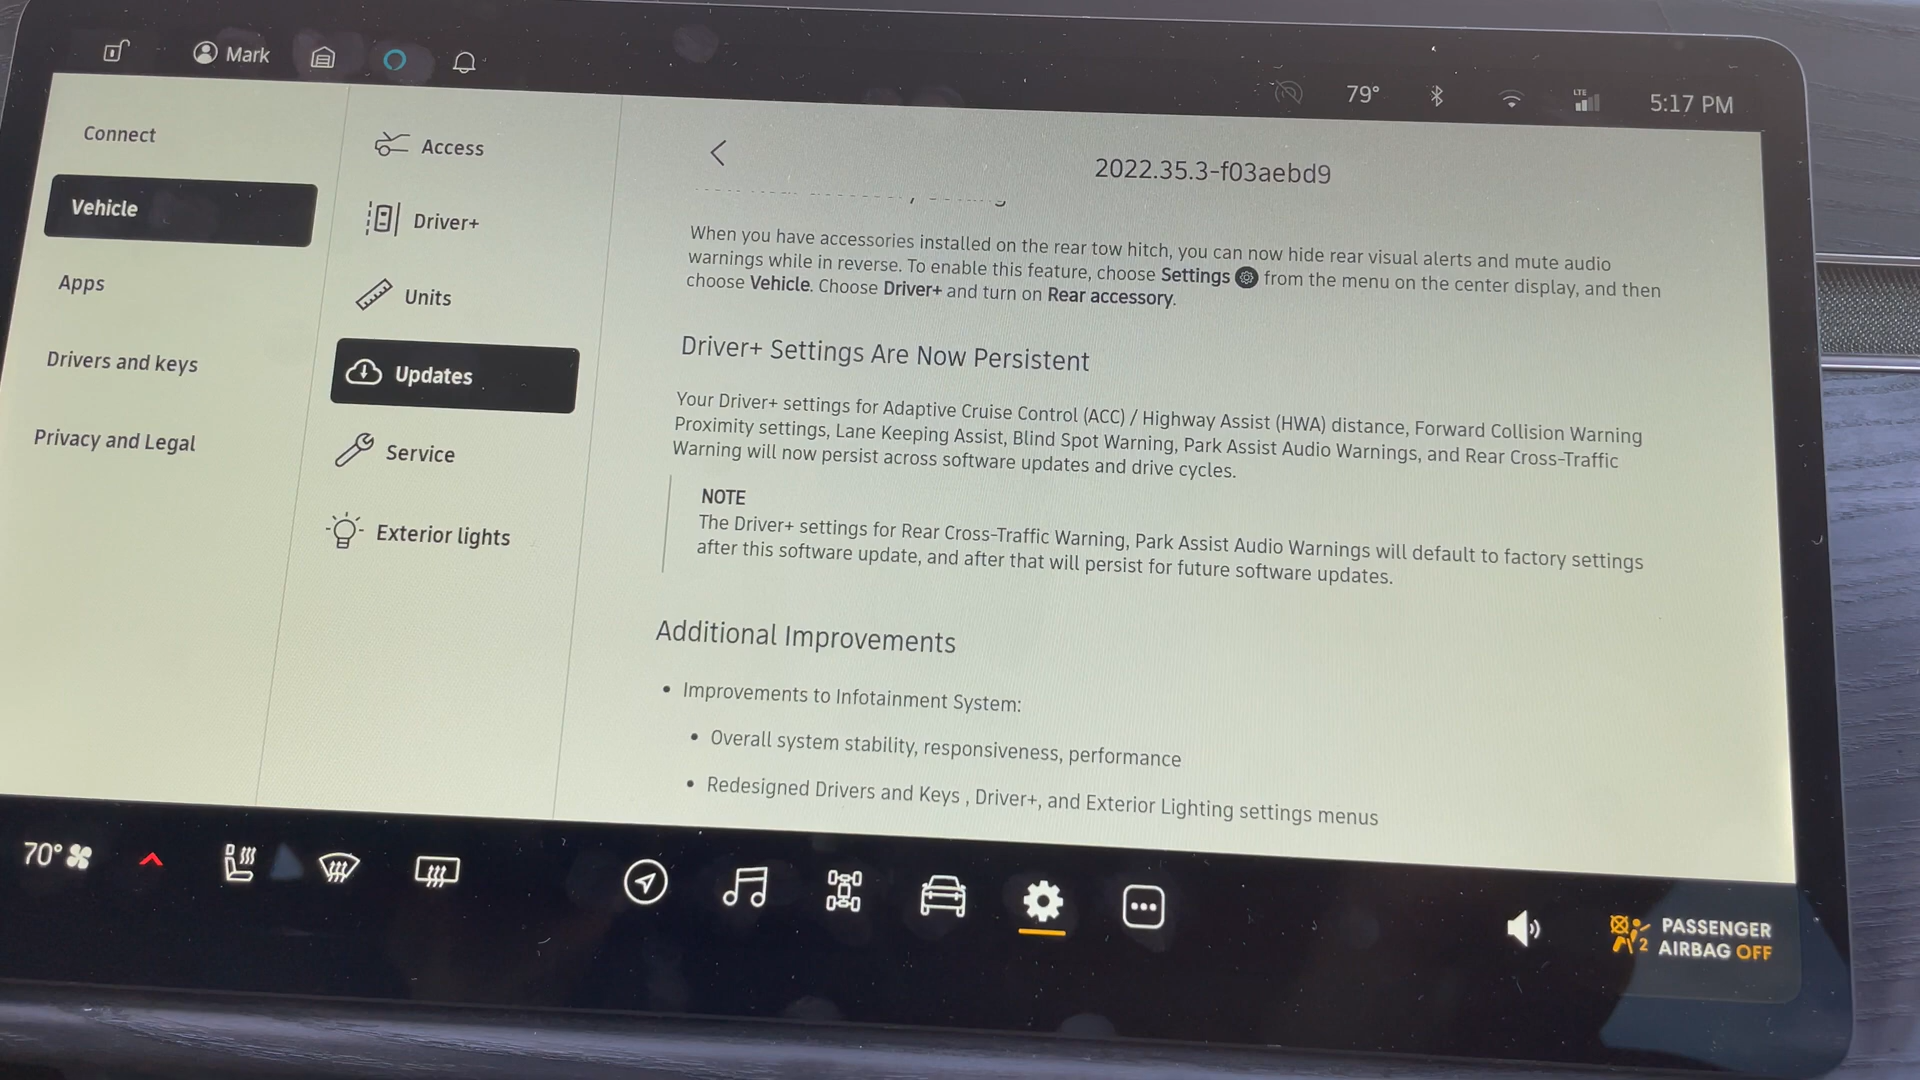 Mark
79°
LTE
5:17 PM
Connect
Vehicle
Apps
Drivers and keys
Privacy and Legal
Access
Driver+
Units
Updates
Service
Exterior lights
2022.35.3-f03aebd9
When you have accessories installed on the rear tow hitch, you can now hide rear visual alerts and mute audio
warnings while in reverse. To enable this feature, choose Settings from the menu on the center display, and then
choose Vehicle. Choose Driver+ and turn on Rear accessory.
Driver+ Settings Are Now Persistent
Your Driver+ settings for Adaptive Cruise Control (ACC) / Highway Assist (HWA) distance, Forward Collision Warning
Proximity settings, Lane Keeping Assist, Blind Spot Warning, Park Assist Audio Warnings, and Rear Cross-Traffic
Warning will now persist across software updates and drive cycles.
NOTE
The Driver+ settings for Rear Cross-Traffic Warning, Park Assist Audio Warnings will default to factory settings
after this software update, and after that will persist for future software updates.
Additional Improvements
• Improvements to Infotainment System:
• Overall system stability, responsiveness, performance
• Redesigned Drivers and Keys , Driver+, and Exterior Lighting settings menus
70°
2
PASSENGER
AIRBAG OFF